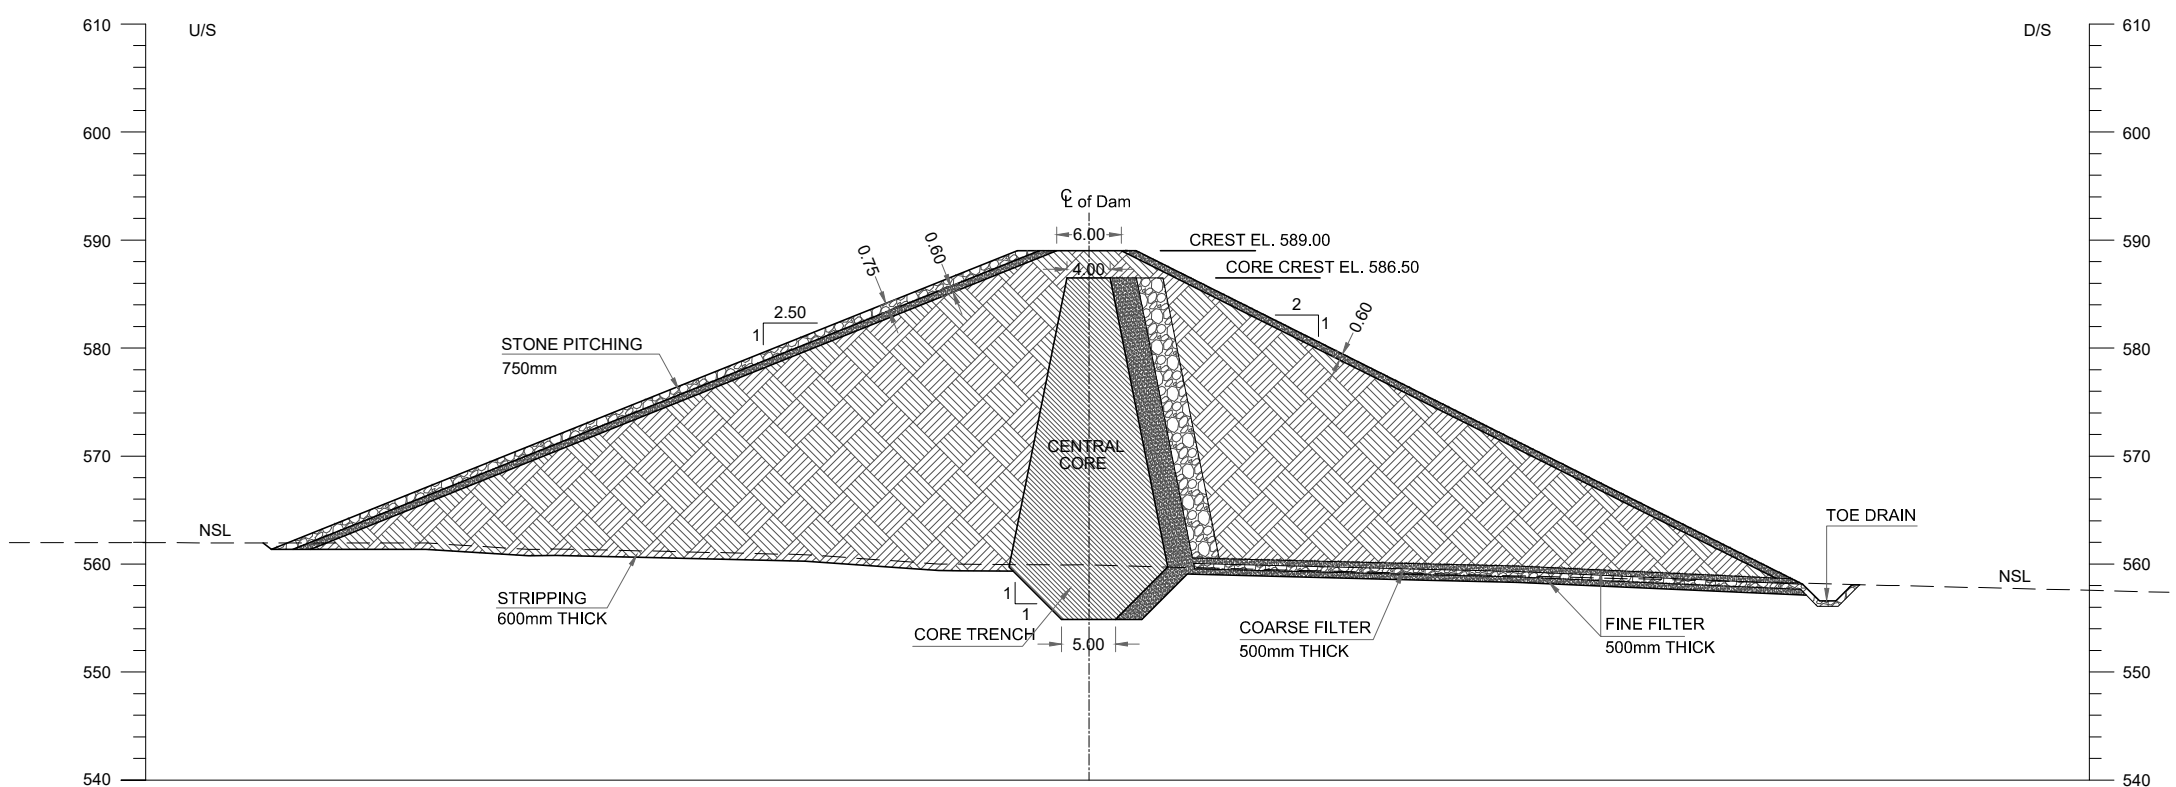 610
U/S
D/S
610
600
600
℄ of Dam
590
6.00
CREST EL. 589.00
590
0.75
0.60
4.00
CORE CREST EL. 586.50
2.50
1
2
1
0.60
580
STONE PITCHING
750mm
580
570
CENTRAL
CORE
570
NSL
TOE DRAIN
560
560
NSL
STRIPPING
600mm THICK
1
1
CORE TRENCH
5.00
COARSE FILTER
500mm THICK
FINE FILTER
500mm THICK
550
550
540
540